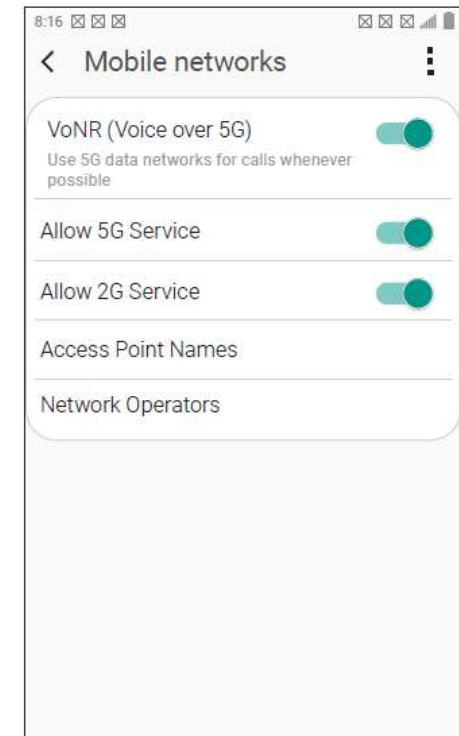 8:16
Mobile networks
VoNR (Voice over 5G)
Use 5G data networks for calls whenever
possible
Allow 5G Service
Allow 2G Service
Access Point Names
Network Operators